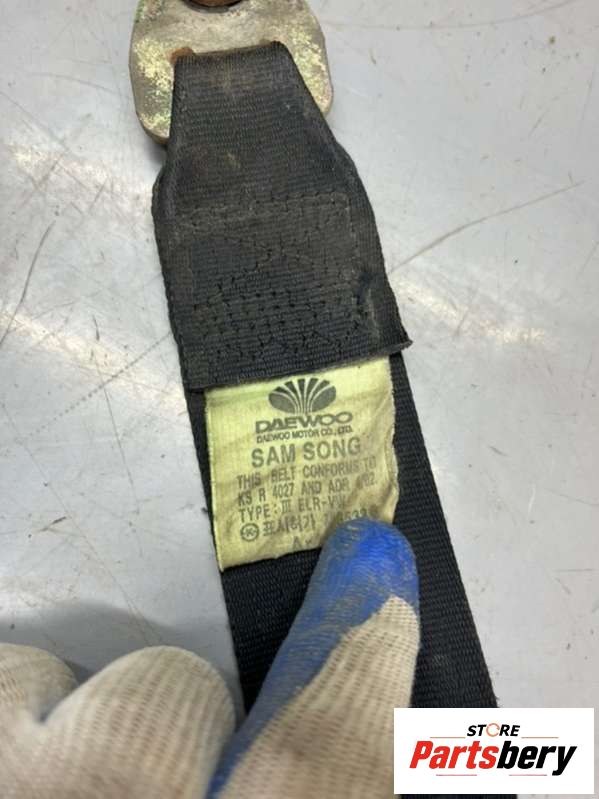 DAEWOO
DAEWOO MOTOR CO., LTD.
SAM SONG
THIS BELT CONFORMS TO
KS R 4027 AND ADR 4/02.
TYPE: III ELR-VW
STORE
Partsbery